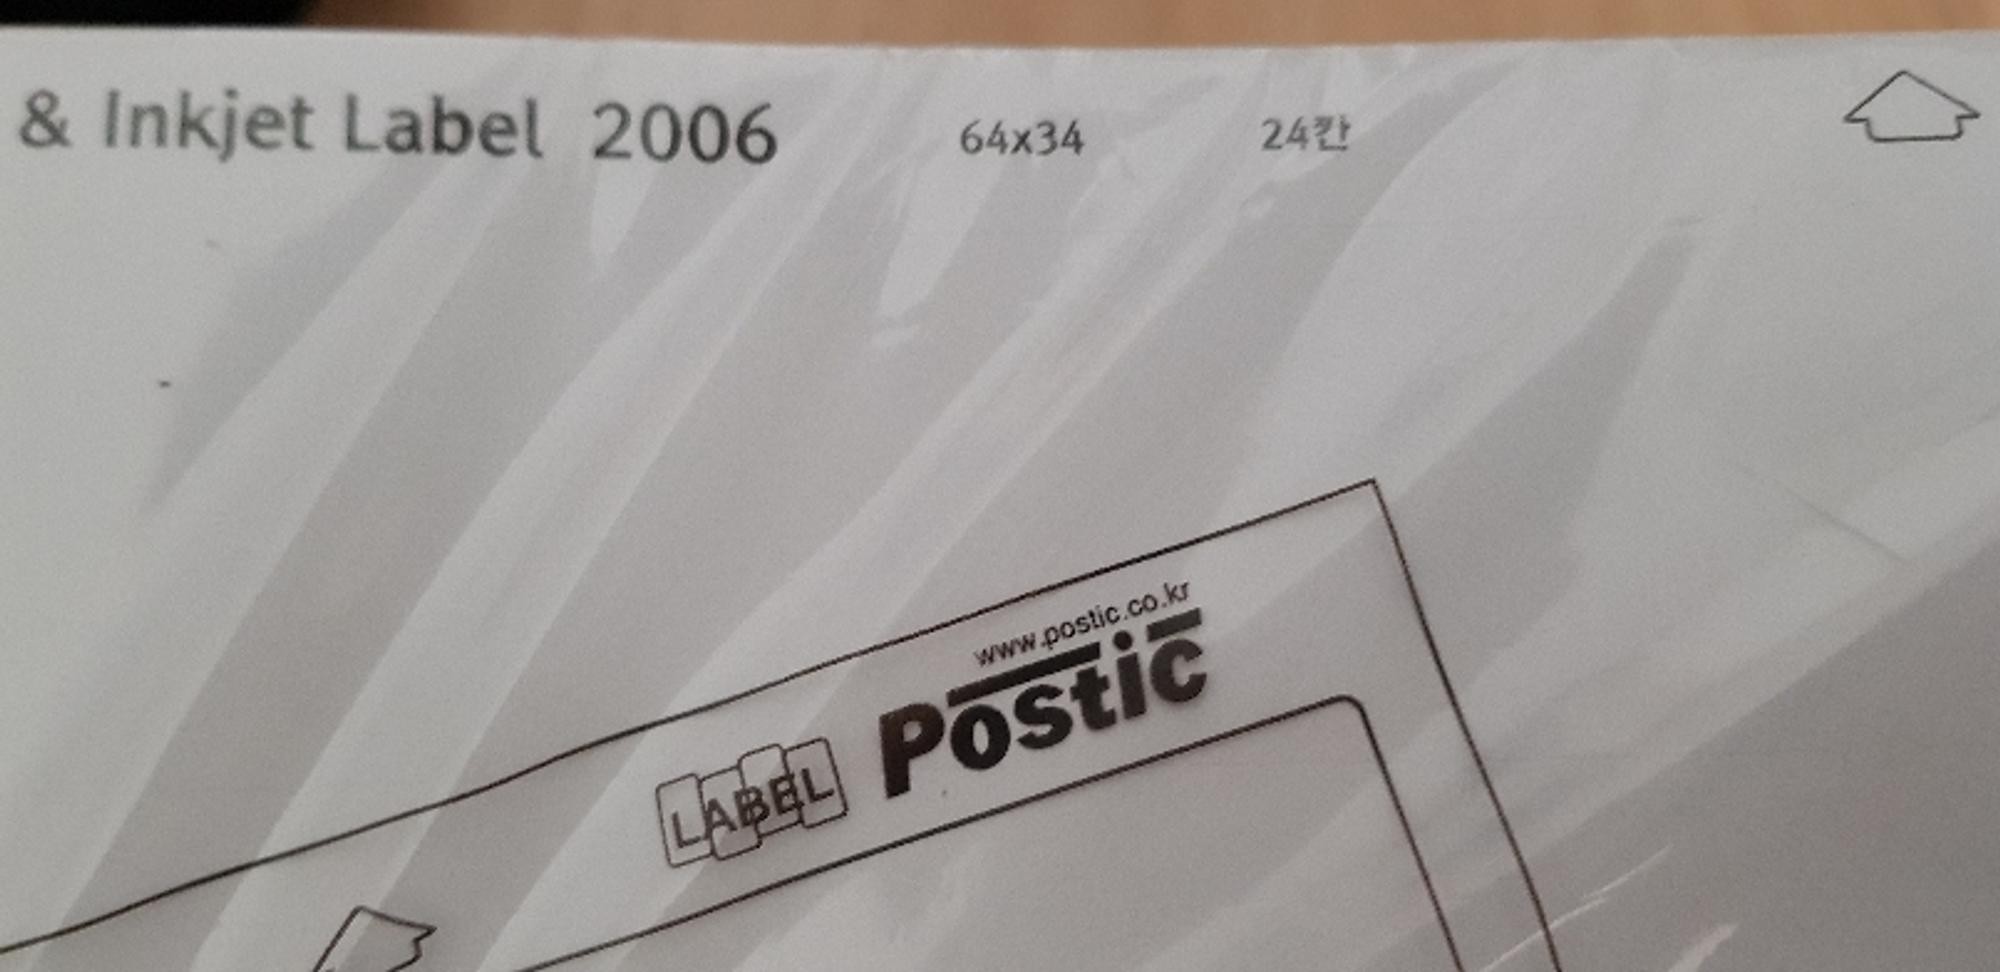 & Inkjet Label 2006 64x34 24칸
www.postic.co.kr
LABEL Postic